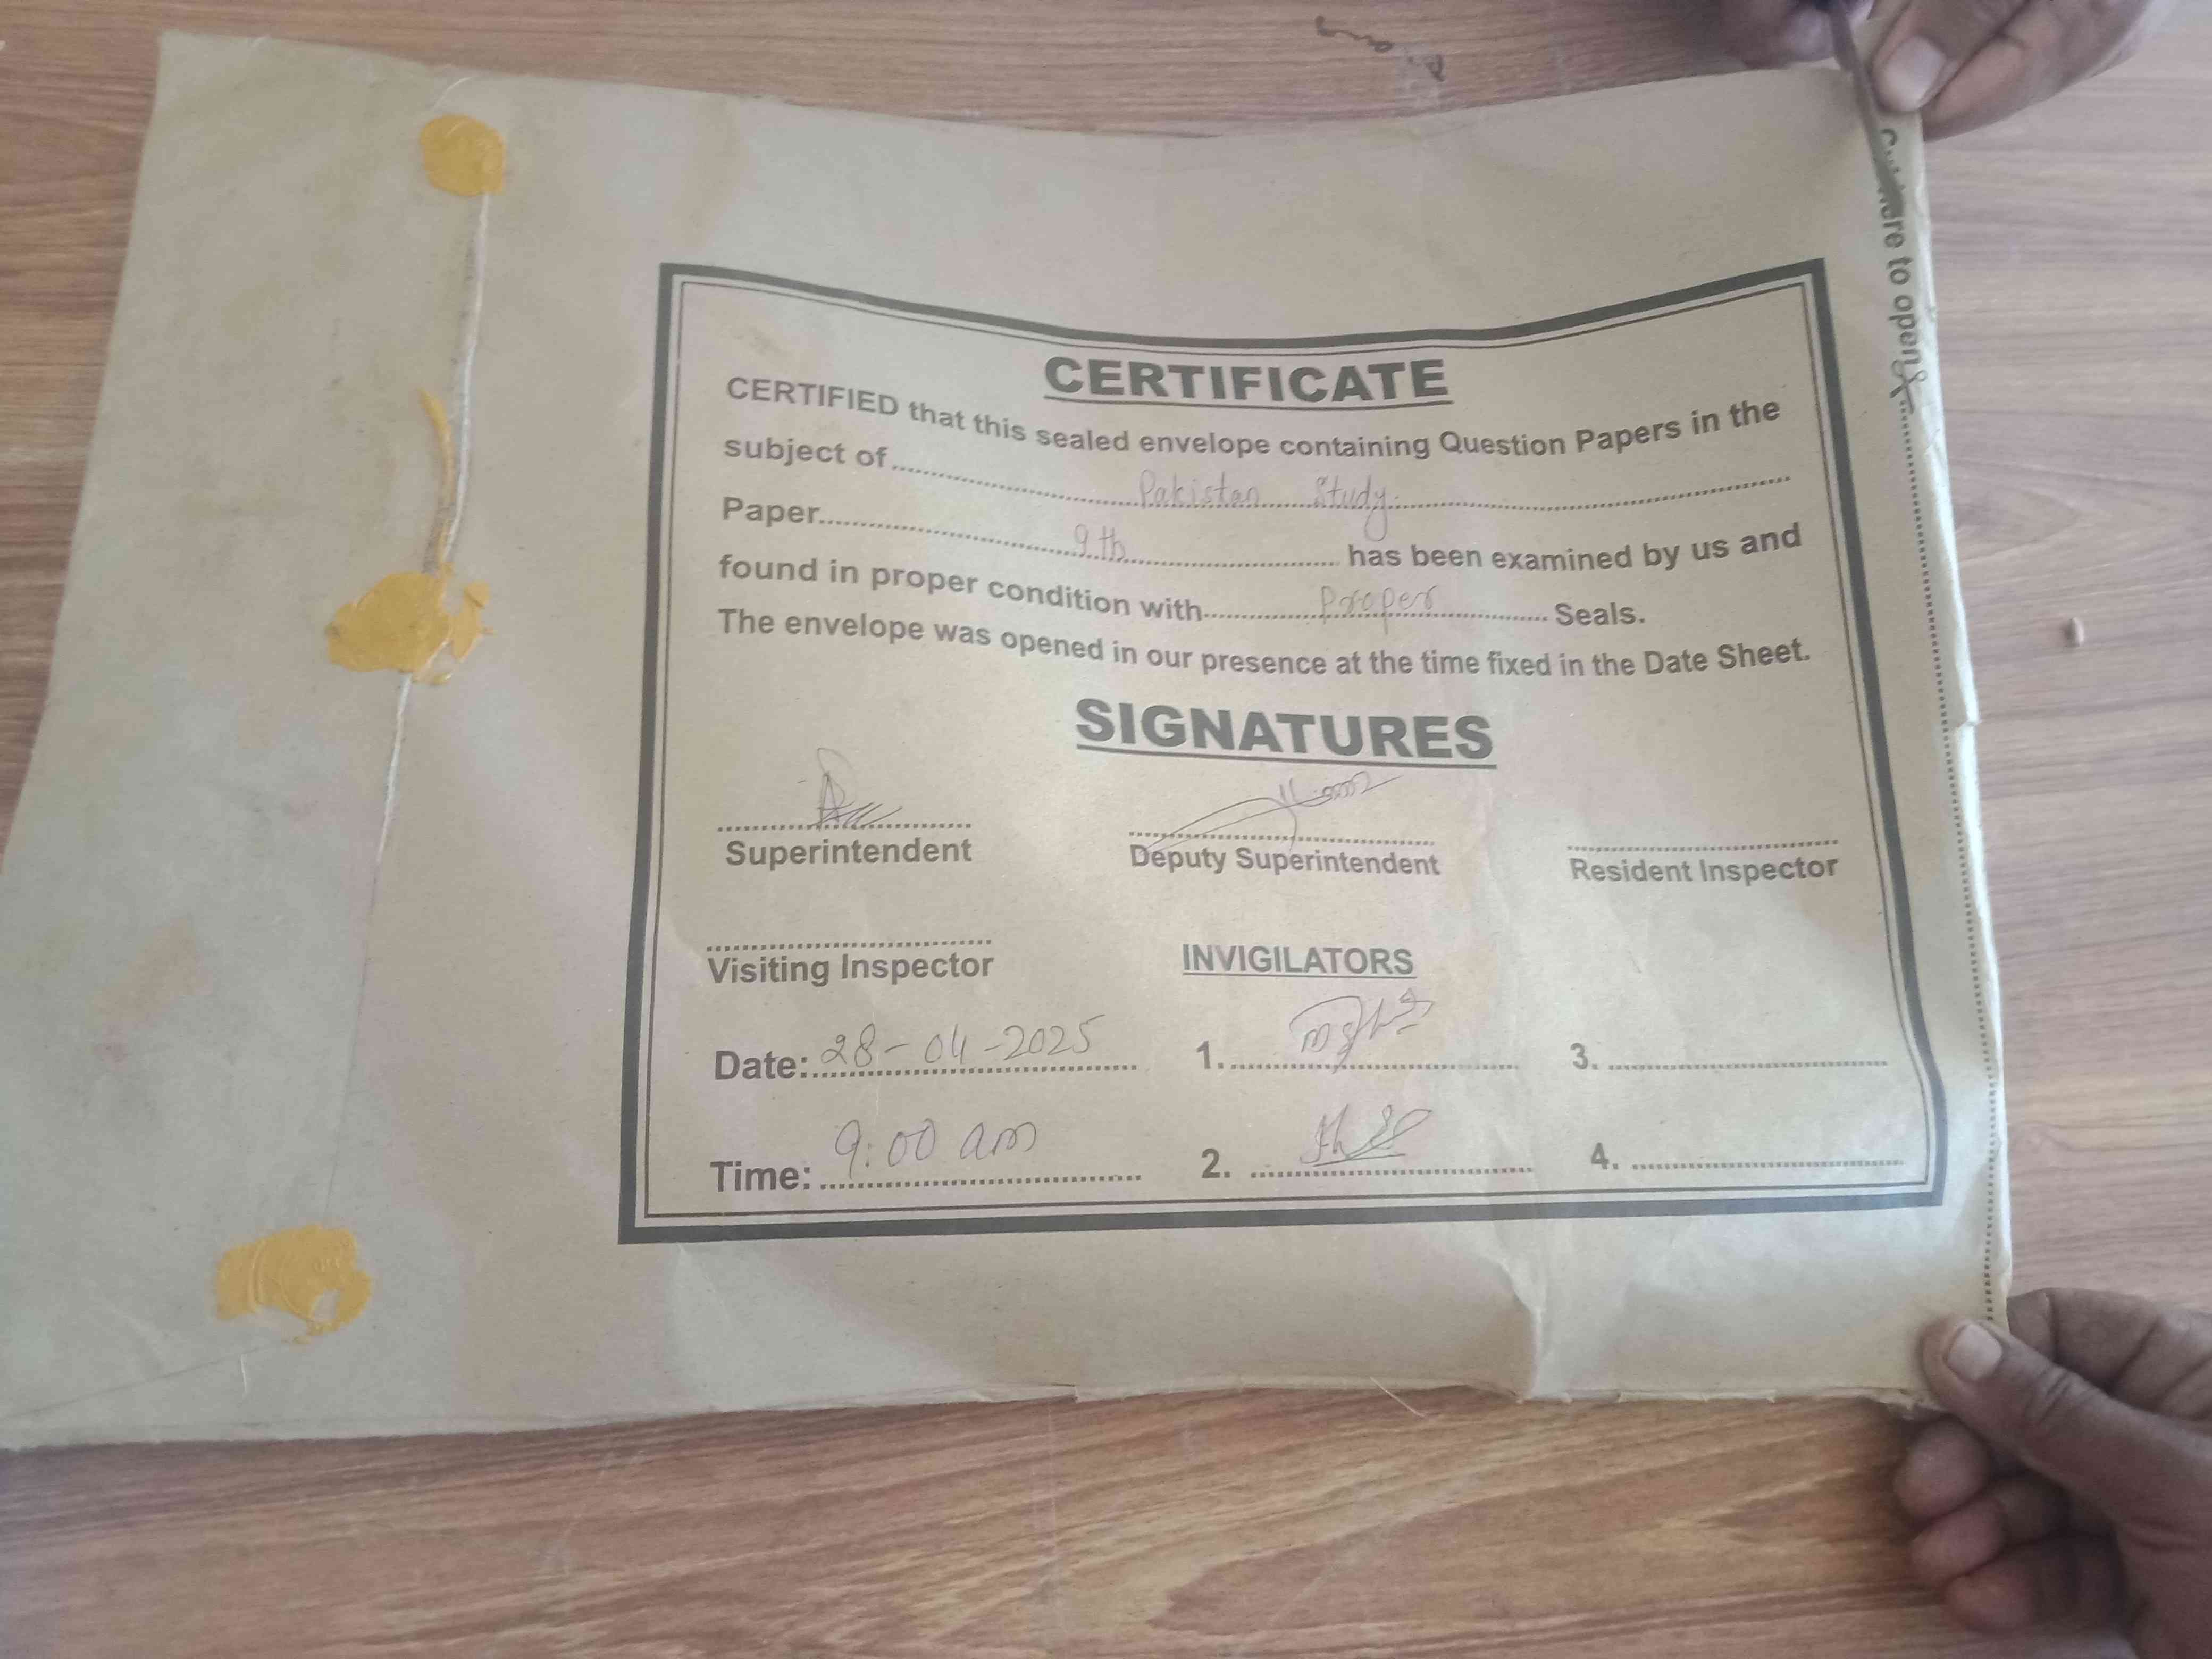 Cut here to open
CERTIFICATE
CERTIFIED that this sealed envelope containing Question Papers in the
subject of Pakistan Study
Paper 9th has been examined by us and
found in proper condition with Proper Seals.
The envelope was opened in our presence at the time fixed in the Date Sheet.
SIGNATURES
Superintendent Deputy Superintendent Resident Inspector
Visiting Inspector INVIGILATORS
Date: 28-04-2025 1. 3.
Time: 9:00 am 2. 4.